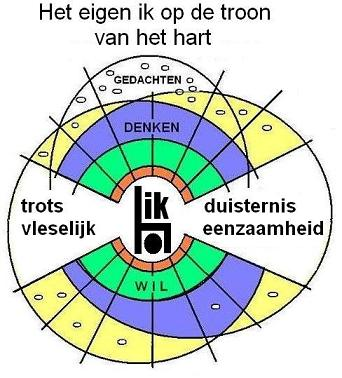 Het eigen ik op de troon
van het hart
GEDACHTEN
DENKEN
trots
vleselijk
ik
duisternis
eenzaamheid
WIL